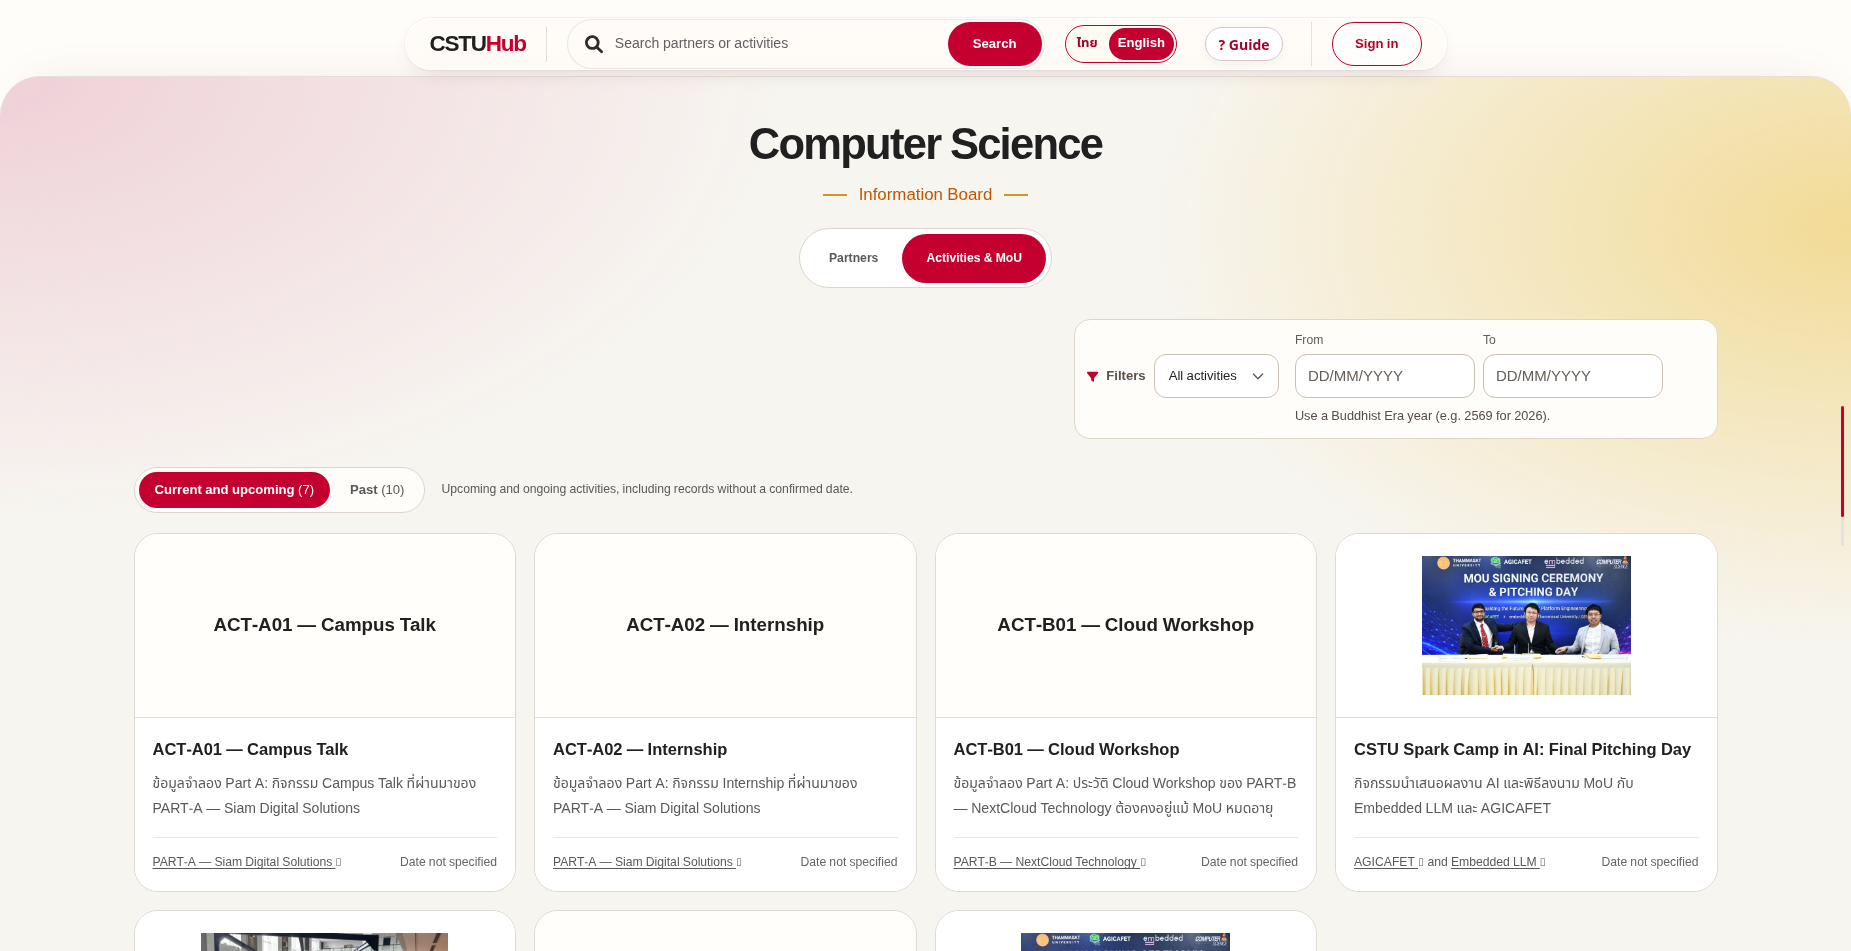 CSTUHub
Search partners or activities
Search
ไทย
English
? Guide
Sign in
Computer Science
Information Board
Partners
Activities & MoU
From
To
Filters
All activities
DD/MM/YYYY
DD/MM/YYYY
Use a Buddhist Era year (e.g. 2569 for 2026).
Current and upcoming (7)
Past (10)
Upcoming and ongoing activities, including records without a confirmed date.
ACT-A01 — Campus Talk
ACT-A01 — Campus Talk
ข้อมูลจำลอง Part A: กิจกรรม Campus Talk ที่ผ่านมาของ
PART-A — Siam Digital Solutions
PART-A — Siam Digital Solutions
Date not specified
ACT-A02 — Internship
ACT-A02 — Internship
ข้อมูลจำลอง Part A: กิจกรรม Internship ที่ผ่านมาของ
PART-A — Siam Digital Solutions
PART-A — Siam Digital Solutions
Date not specified
ACT-B01 — Cloud Workshop
ACT-B01 — Cloud Workshop
ข้อมูลจำลอง Part A: ประวัติ Cloud Workshop ของ PART-B
— NextCloud Technology ต้องคงอยู่แม้ MoU หมดอายุ
PART-B — NextCloud Technology
Date not specified
THAMMASAT
UNIVERSITY
AGICAFET
embedded
COMPUTER
SCIENCE
MOU SIGNING CEREMONY
& PITCHING DAY
CSTU Spark Camp in AI: Final Pitching Day
กิจกรรมนำเสนอผลงาน AI และพิธีลงนาม MoU กับ
Embedded LLM และ AGICAFET
AGICAFET and Embedded LLM
Date not specified
THAMMASAT
UNIVERSITY
AGICAFET
embedded
COMPUTER
SCIENCE